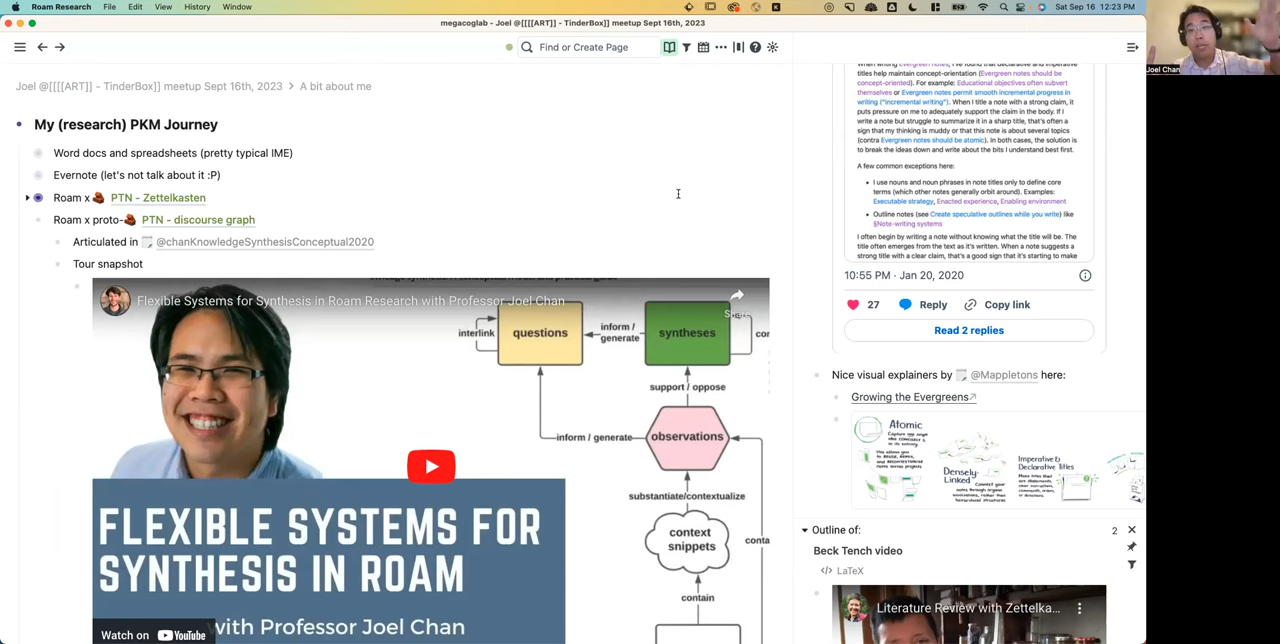 Roam Research File Edit View History Window
Sat Sep 16 12:23 PM
megacoglab - Joel @[[[[ART]] - TinderBox]] meetup Sept 16th, 2023
Find or Create Page
Joel @[[[[ART]] - TinderBox]] meetup Sept 16th, 2023 > A bit about me
My (research) PKM Journey
Word docs and spreadsheets (pretty typical IME)
Evernote (let's not talk about it :P)
Roam x PTN - Zettelkasten
Roam x proto- PTN - discourse graph
Articulated in @chanKnowledgeSynthesisConceptual2020
Tour snapshot
Flexible Systems for Synthesis in Roam Research with Professor Joel Chan
Share
interlink
questions
inform /
generate
syntheses
support / oppose
inform / generate
observations
substantiate/contextualize
context
snippets
contain
FLEXIBLE SYSTEMS FOR
SYNTHESIS IN ROAM
with Professor Joel Chan
Watch on YouTube
titles help maintain concept-orientation (Evergreen notes should be
concept-oriented). For example: Educational objectives often subvert
themselves or Evergreen notes permit smooth incremental progress in
writing ("incremental writing"). When I title a note with a strong claim, it
puts pressure on me to adequately support the claim in the body. If I
write a note but struggle to summarize it in a sharp title, that's often a
sign that my thinking is muddy or that this note is about several topics
(contra Evergreen notes should be atomic). In both cases, the solution is
to break the ideas down and write about the bits I understand best first.
A few common exceptions here:
• I use nouns and noun phrases in note titles only to define core
terms (which other notes generally orbit around). Examples:
Executable strategy, Enacted experience, Enabling environment
• Outline notes (see Create speculative outlines while you write) like
§Note-writing systems
I often begin by writing a note without knowing what the title will be. The
title often emerges from the text as it's written. When a note suggests a
strong title with a clear claim, that's a good sign that it's starting to make
10:55 PM · Jan 20, 2020
27 Reply Copy link
Read 2 replies
Nice visual explainers by @Mappletons here:
Growing the Evergreens
Atomic
Densely-
Linked
Imperative &
Declarative Titles
Outline of:
2
Beck Tench video
</> LaTeX
Literature Review with Zettelka...
Joel Chan